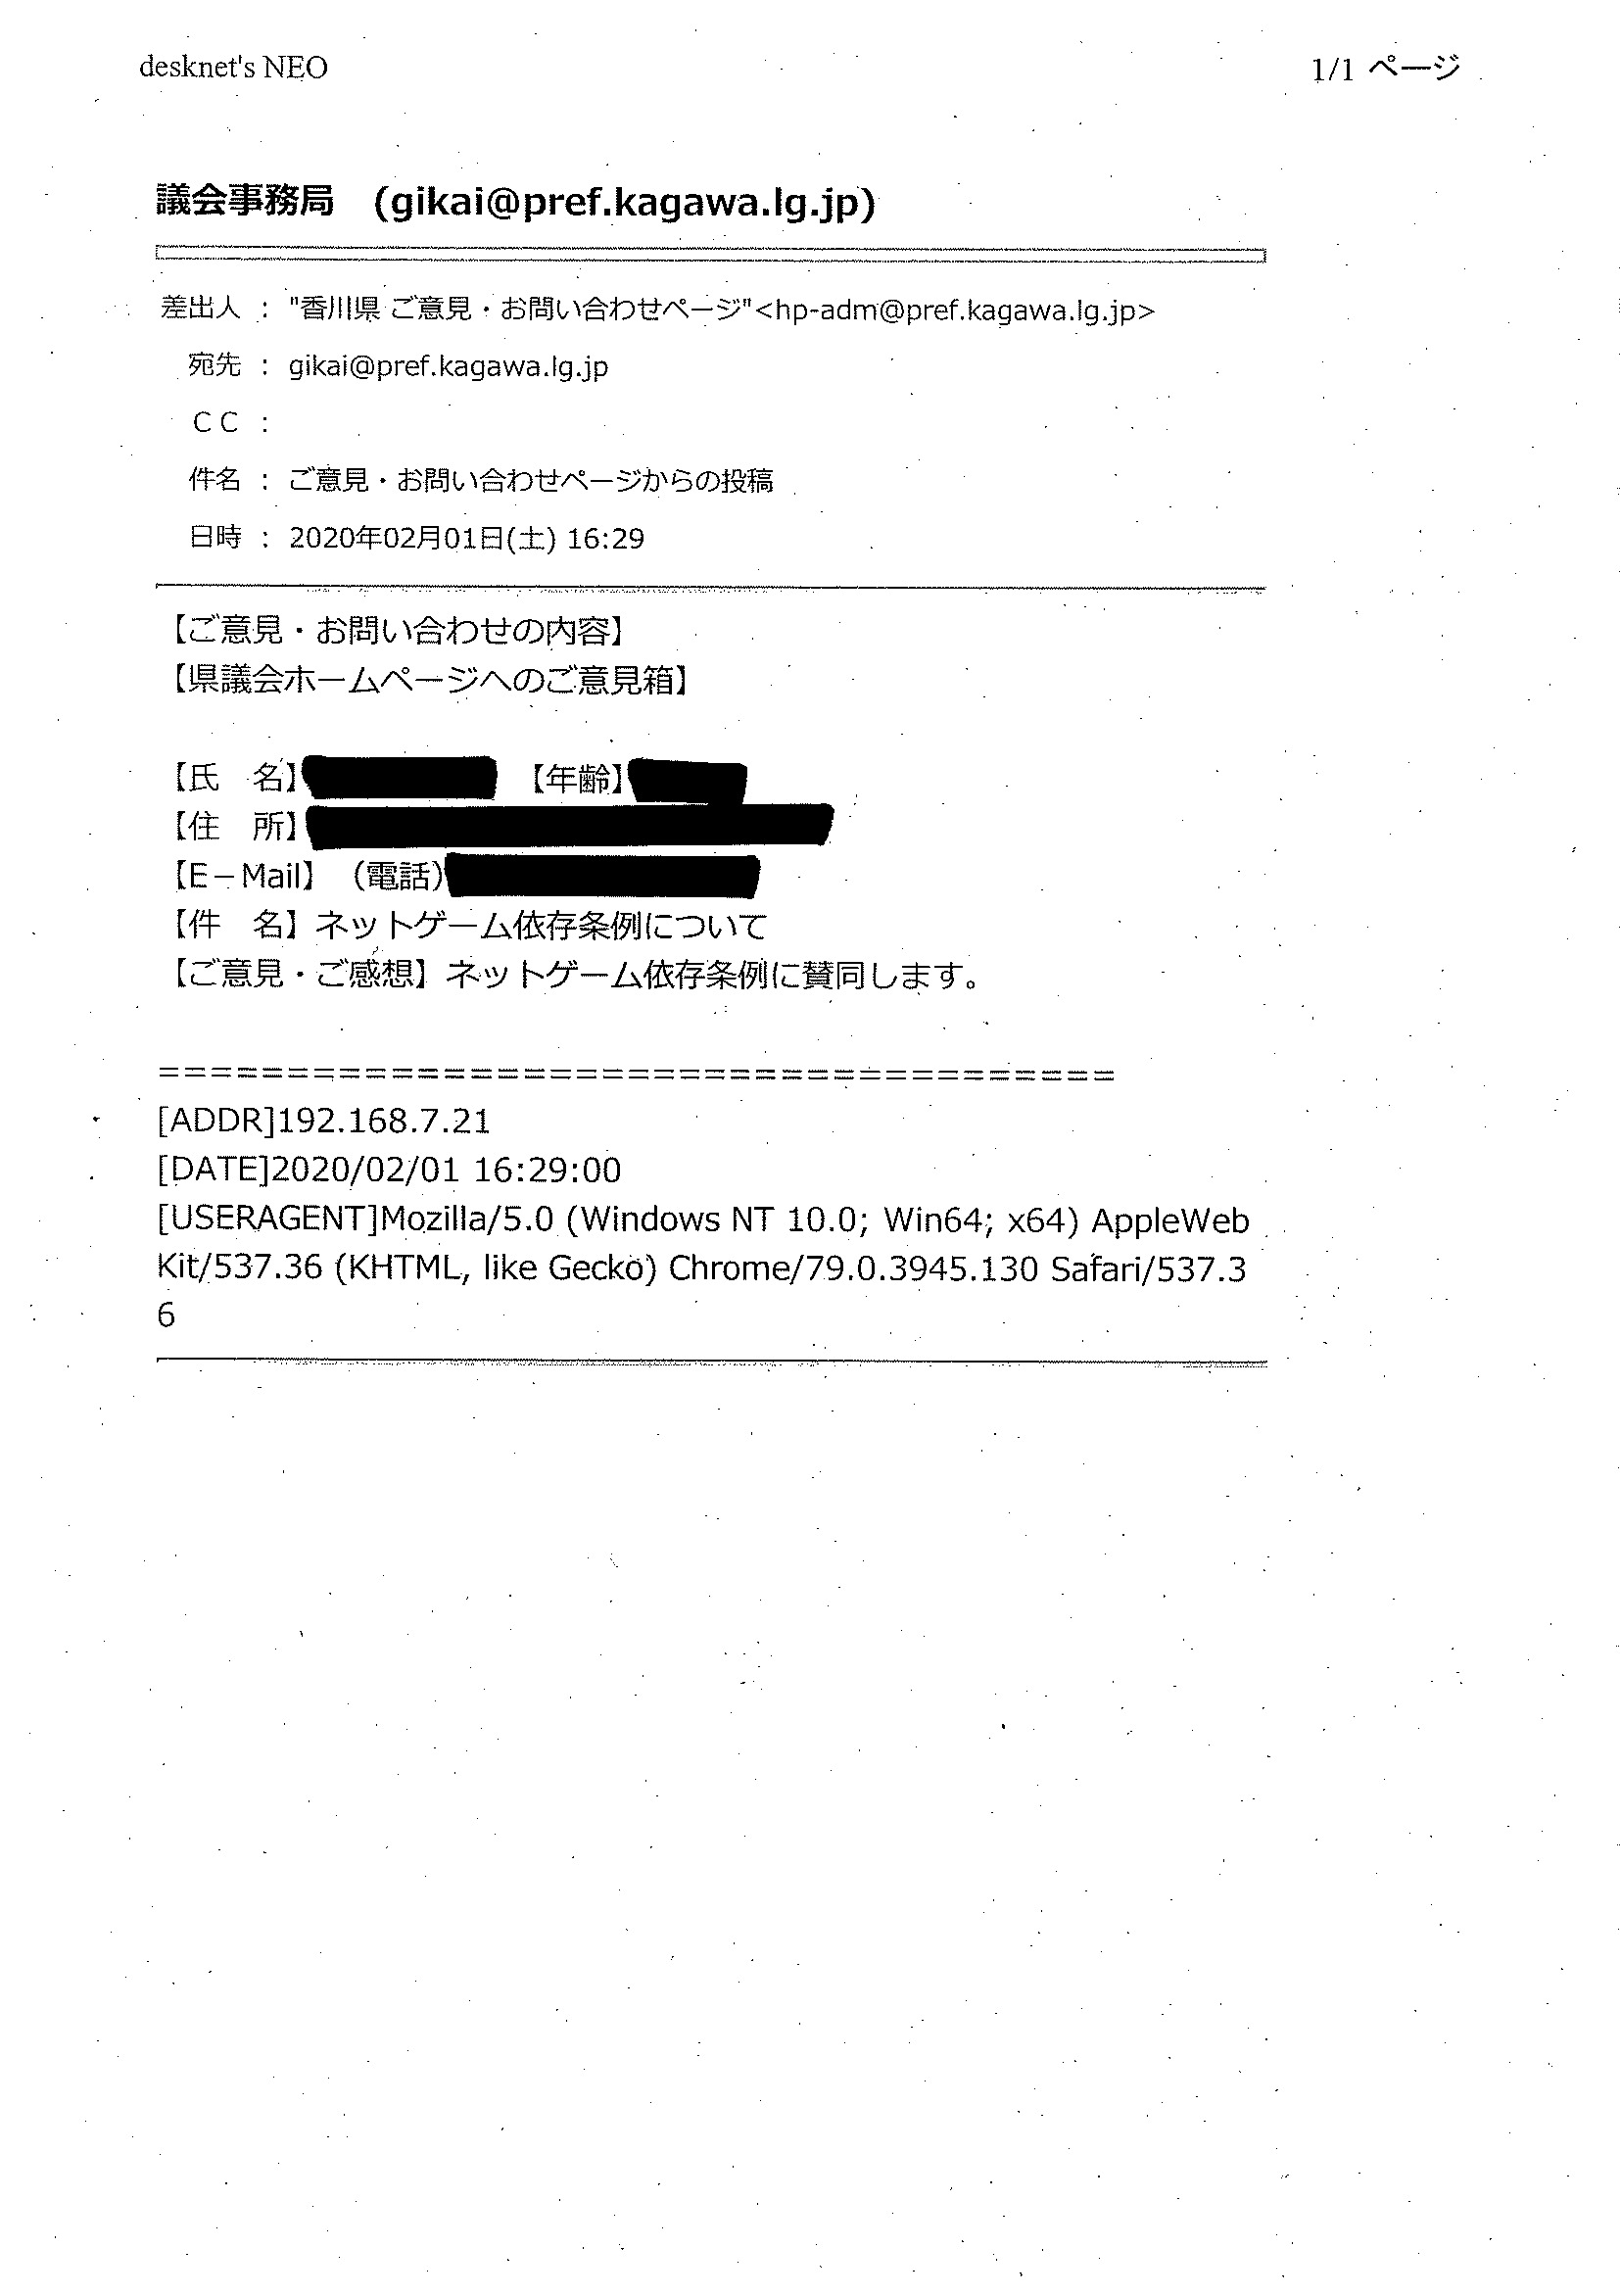 desknet's NEO
1/1 ページ
議会事務局　(gikai@pref.kagawa.lg.jp)
差出人 : "香川県 ご意見・お問い合わせページ"<hp-adm@pref.kagawa.lg.jp>
宛先 : gikai@pref.kagawa.lg.jp
ＣＣ :
件名 : ご意見・お問い合わせページからの投稿
日時 : 2020年02月01日(土) 16:29
【ご意見・お問い合わせの内容】
【県議会ホームページへのご意見箱】
【氏　名】　【年齢】
【住　所】
【E－Mail】（電話）
【件　名】ネットゲーム依存条例について
【ご意見・ご感想】ネットゲーム依存条例に賛同します。
=====================================
[ADDR]192.168.7.21
[DATE]2020/02/01 16:29:00
[USERAGENT]Mozilla/5.0 (Windows NT 10.0; Win64; x64) AppleWeb
Kit/537.36 (KHTML, like Gecko) Chrome/79.0.3945.130 Safari/537.3
6